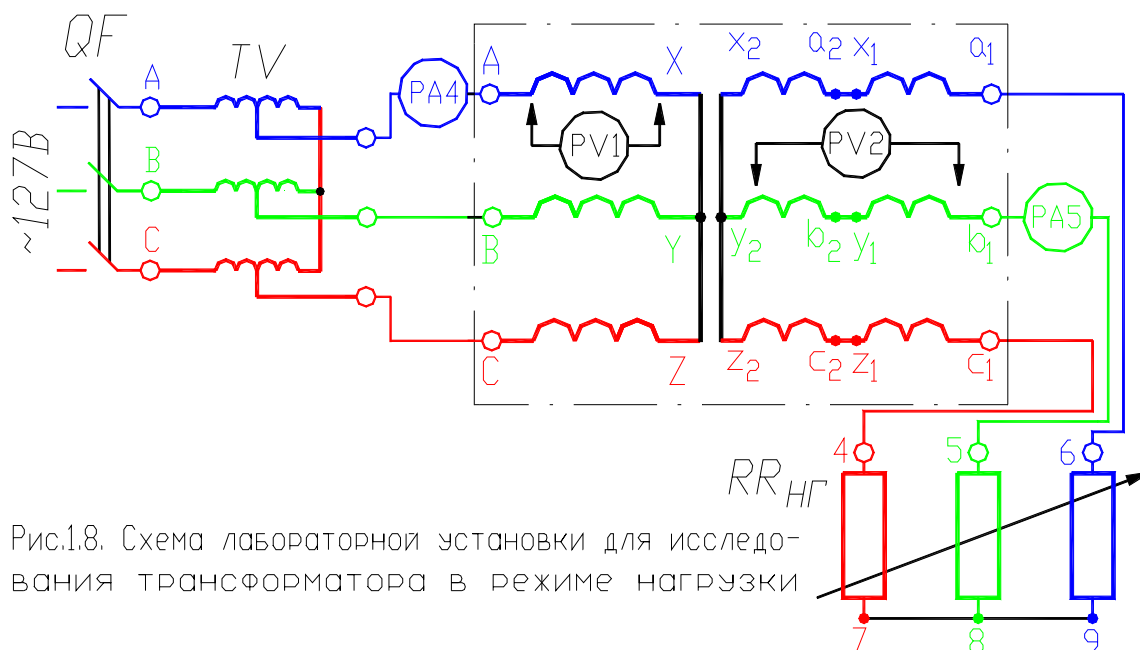 QF
TV
~127В
A
B
C
PA4
A
X
x2
a2
x1
a1
PV1
PV2
B
Y
y2
b2
y1
b1
PA5
C
Z
z2
c2
z1
c1
4
5
6
RRНГ
7
8
9
Рис.1.8. Схема лабораторной установки для исследо-
вания трансформатора в режиме нагрузки